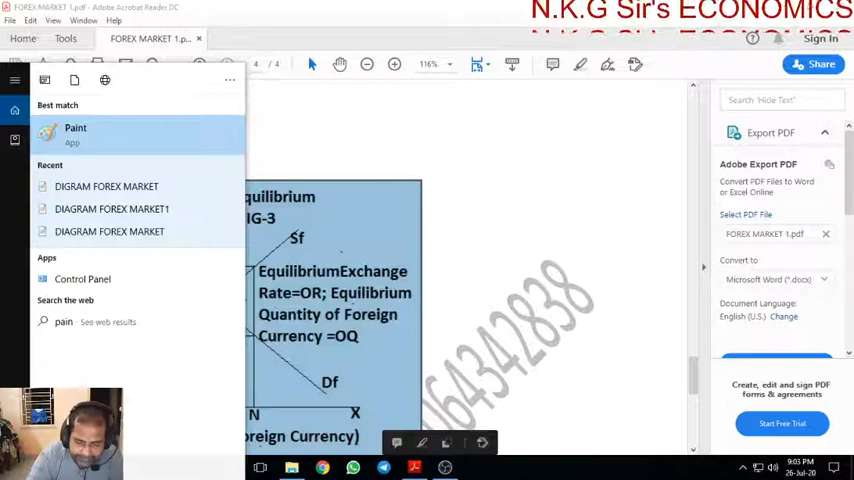 FOREX MARKET 1.pdf - Adobe Acrobat Reader DC
N.K.G Sir's ECONOMICS
File Edit View Window Help
Home Tools FOREX MARKET 1.p... × Sign In
4 / 4 116% Share
Best match
Paint
App
Recent
DIGRAM FOREX MARKET
DIAGRAM FOREX MARKET1
DIAGRAM FOREX MARKET
Apps
Control Panel
Search the web
pain - See web results
quilibrium
IG-3
Sf
EquilibriumExchange
Rate=OR; Equilibrium
Quantity of Foreign
Currency =OQ
Df
N X
oreign Currency)
064342838
Search 'Hide Text'
Export PDF
Adobe Export PDF
Convert PDF Files to Word
or Excel Online
Select PDF File
FOREX MARKET 1.pdf ×
Convert to
Microsoft Word (*.docx)
Document Language:
English (U.S.) Change
Create, edit and sign PDF
forms & agreements
Start Free Trial
9:03 PM
26-Jul-20